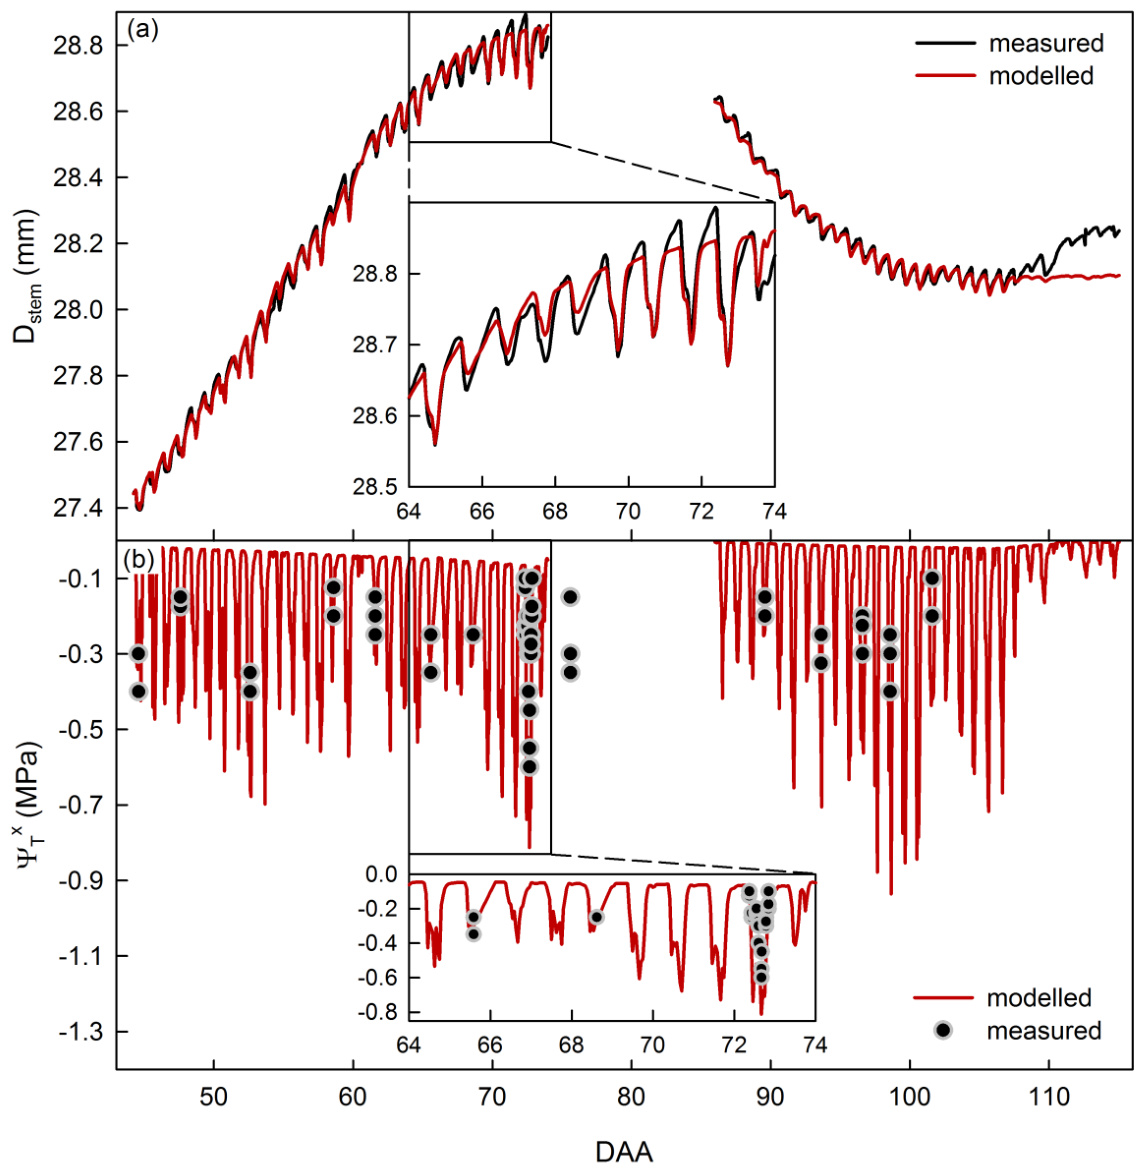 (a)
measured
modelled
28.8
28.6
28.4
28.2
28.0
27.8
27.6
27.4
D_stem (mm)
28.8
28.7
28.6
28.5
64 66 68 70 72 74
(b)
-0.1
-0.3
-0.5
-0.7
-0.9
-1.1
-1.3
Ψ_T^x (MPa)
0.0
-0.2
-0.4
-0.6
-0.8
64 66 68 70 72 74
modelled
measured
50 60 70 80 90 100 110
DAA